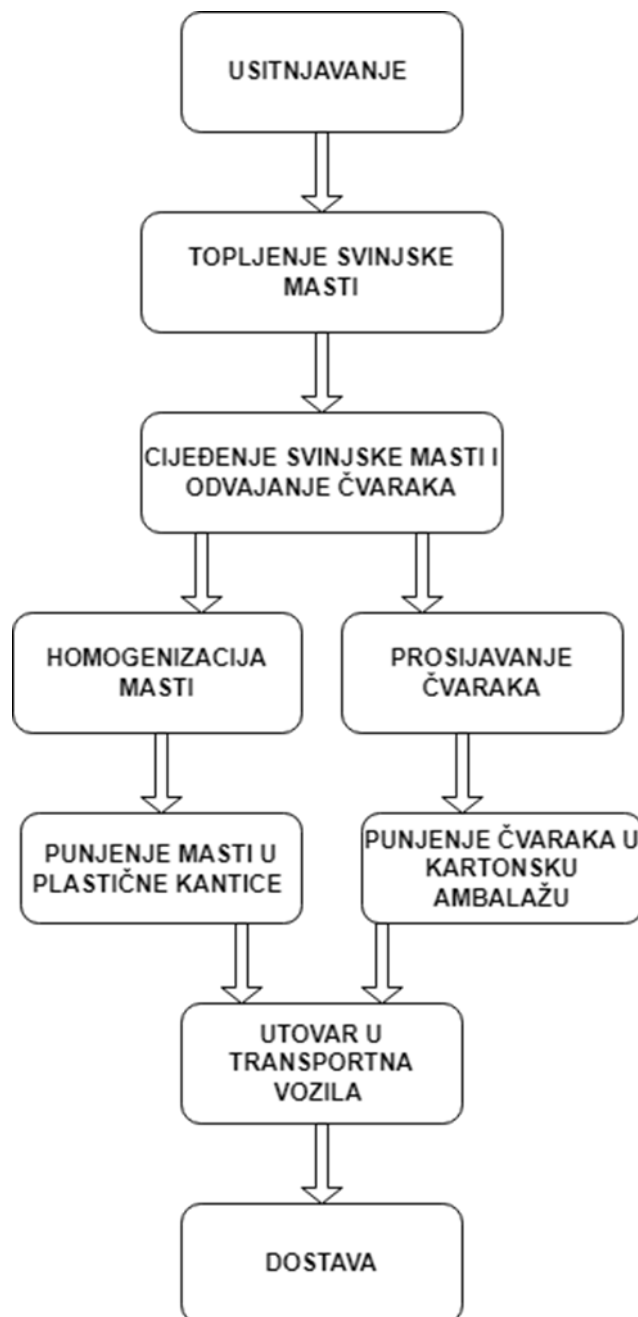 USITNJAVANJE
TOPLJENJE SVINJSKE
MASTI
CIJEĐENJE SVINJSKE MASTI I
ODVAJANJE ČVARAKA
HOMOGENIZACIJA
MASTI
PROSIJAVANJE
ČVARAKA
PUNJENJE MASTI U
PLASTIČNE KANTICE
PUNJENJE ČVARAKA U
KARTONSKU
AMBALAŽU
UTOVAR U
TRANSPORTNA
VOZILA
DOSTAVA